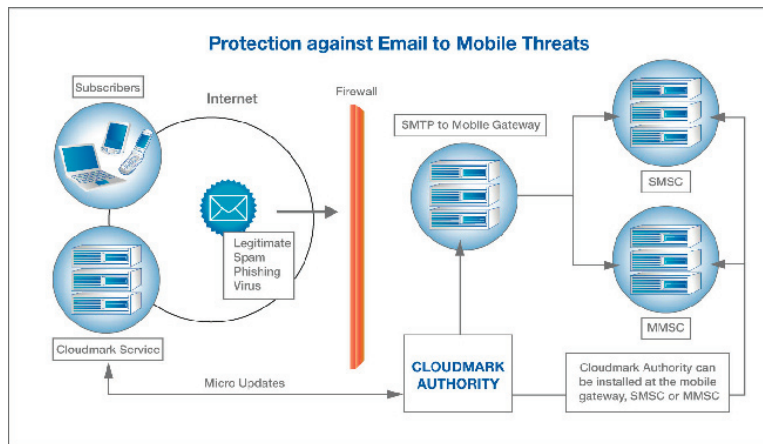 Protection against Email to Mobile Threats
Subscribers
Internet
Firewall
SMTP to Mobile Gateway
SMSC
Legitimate
Spam
Phishing
Virus
Cloudmark Service
MMSC
Micro Updates
CLOUDMARK
AUTHORITY
Cloudmark Authority can
be installed at the mobile
gateway, SMSC or MMSC